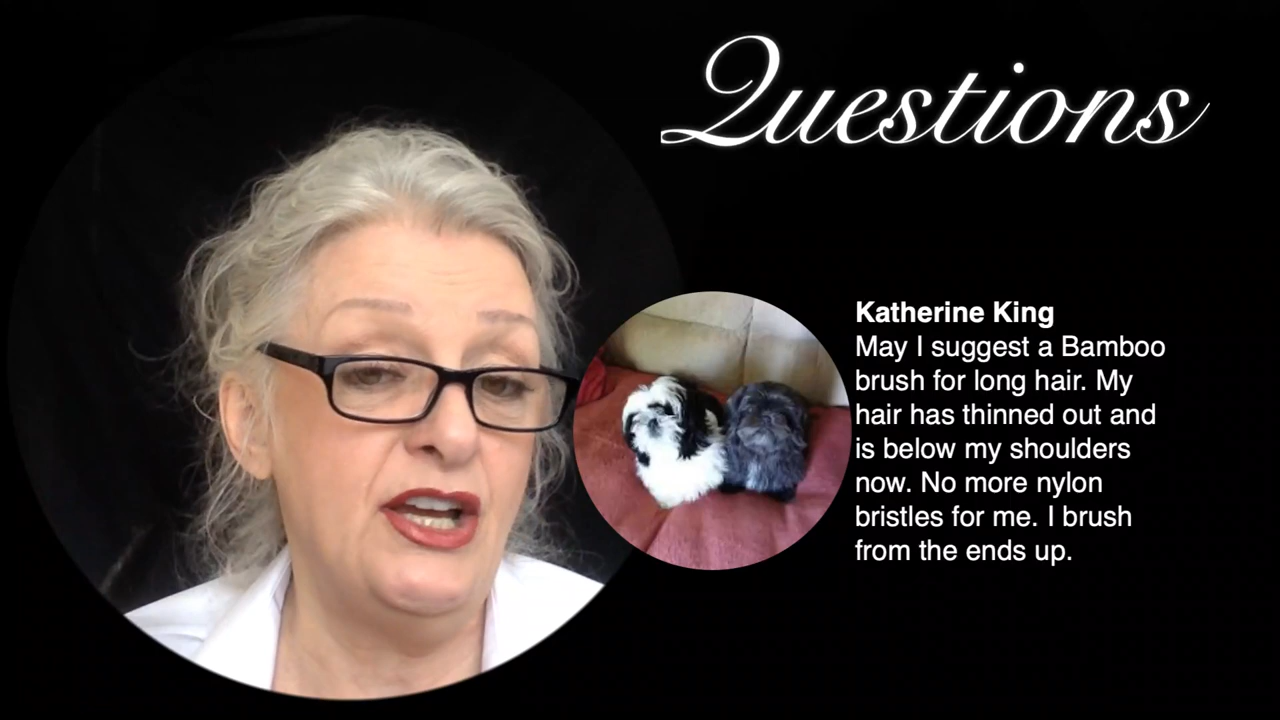 Questions
Katherine King
May I suggest a Bamboo
brush for long hair. My
hair has thinned out and
is below my shoulders
now. No more nylon
bristles for me. I brush
from the ends up.